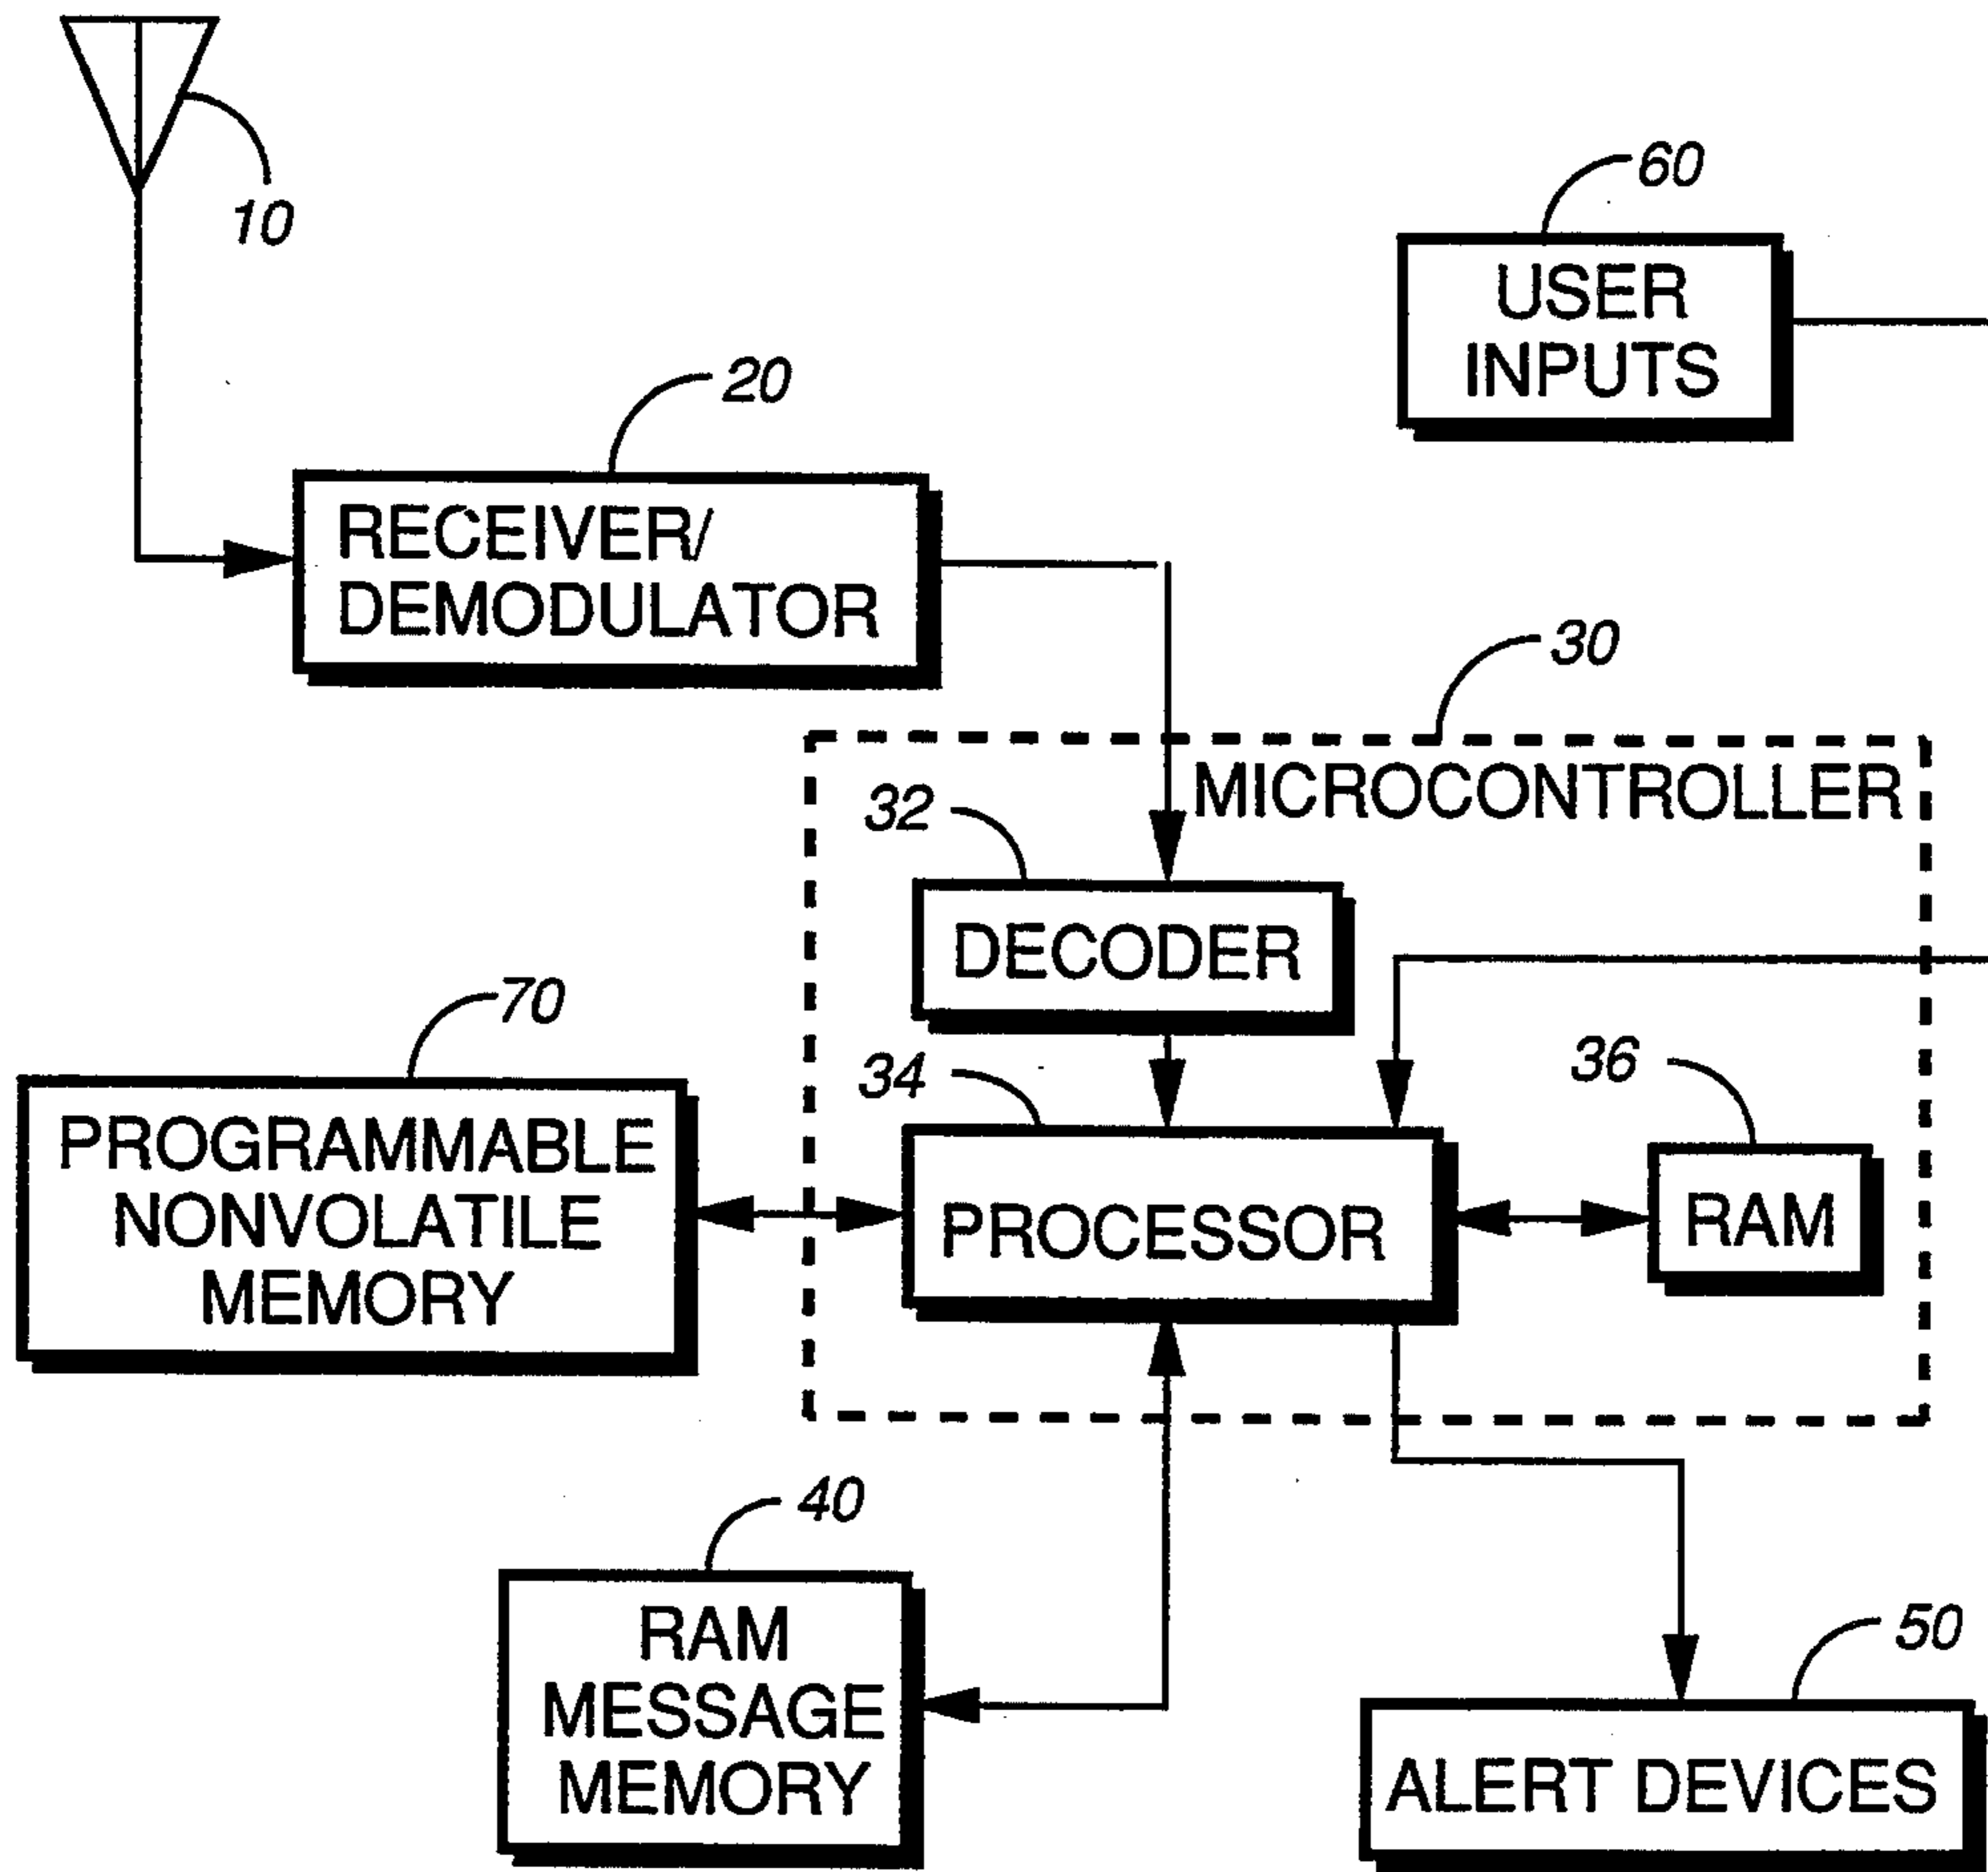 10
60
USER
INPUTS
20
RECEIVER/
DEMODULATOR
30
MICROCONTROLLER
32
DECODER
70
PROGRAMMABLE
NONVOLATILE
MEMORY
34
PROCESSOR
36
RAM
40
RAM
MESSAGE
MEMORY
50
ALERT DEVICES